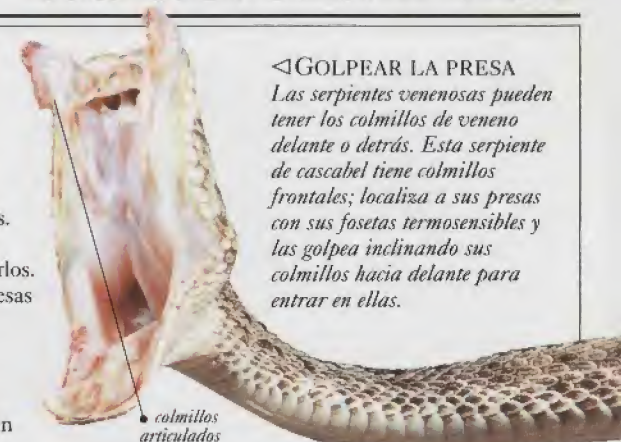 ◁GOLPEAR LA PRESA
Las serpientes venenosas pueden
tener los colmillos de veneno
delante o detrás. Esta serpiente
de cascabel tiene colmillos
frontales; localiza a sus presas
con sus fosetas termosensibles y
las golpea inclinando sus
colmillos hacia delante para
entrar en ellas.
colmillos
articulados